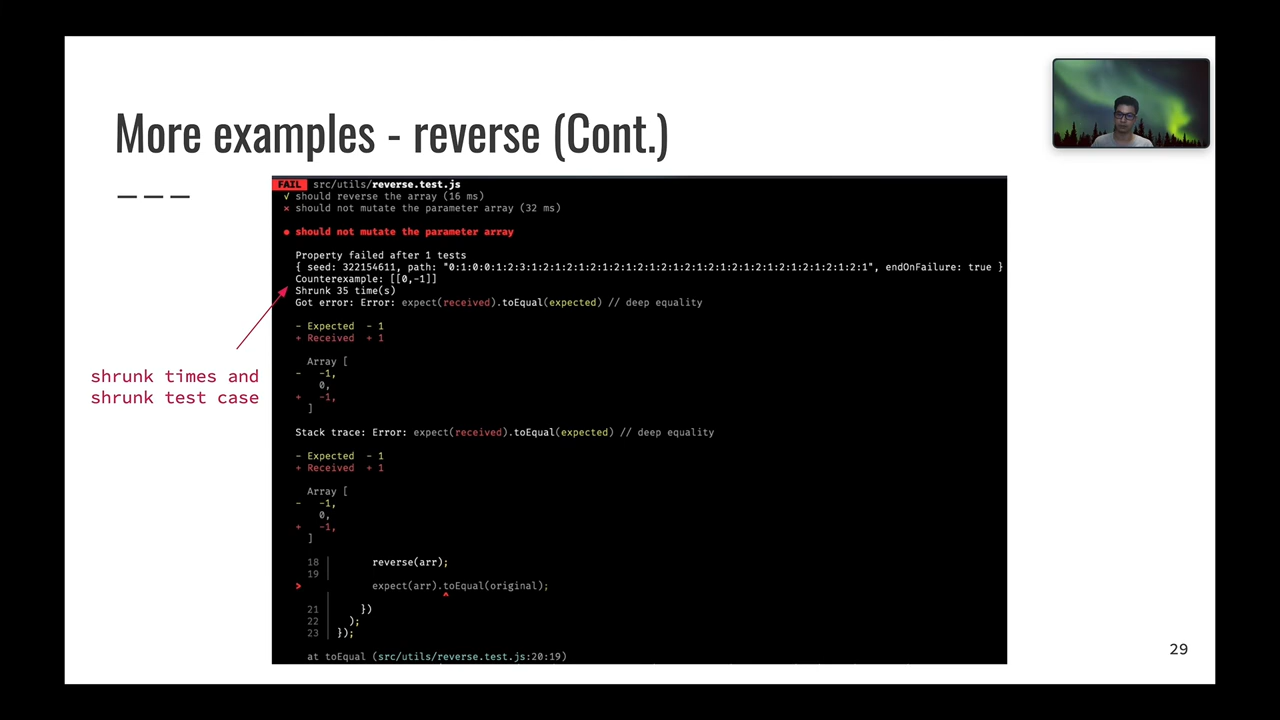 More examples - reverse (Cont.)
FAIL src/utils/reverse.test.js
√ should reverse the array (16 ms)
× should not mutate the parameter array (32 ms)
● should not mutate the parameter array
Property failed after 1 tests
{ seed: 322154611, path: "0:1:0:0:1:2:3:1:2:1:2:1:2:1:2:1:2:1:2:1:2:1:2:1:2:1:2:1:2:1:2:1:2:1:2:1", endOnFailure: true }
Counterexample: [[0,-1]]
Shrunk 35 time(s)
Got error: Error: expect(received).toEqual(expected) // deep equality
- Expected - 1
+ Received + 1
Array [
- -1,
0,
+ -1,
]
shrunk times and
shrunk test case
Stack trace: Error: expect(received).toEqual(expected) // deep equality
- Expected - 1
+ Received + 1
Array [
- -1,
0,
+ -1,
]
18 | reverse(arr);
19 |
> | expect(arr).toEqual(original);
| ^
21 | })
22 | );
23 | });
at toEqual (src/utils/reverse.test.js:20:19)
29